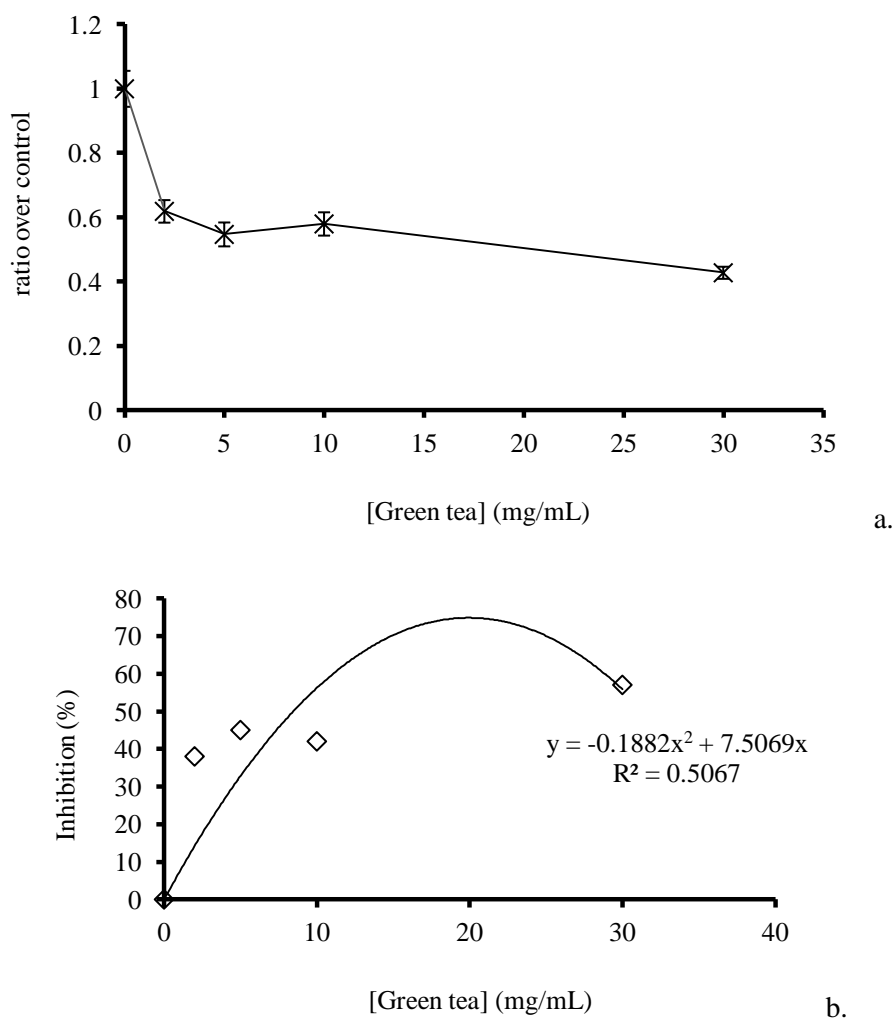 1.2
1
0.8
0.6
0.4
0.2
0
ratio over control
0 5 10 15 20 25 30 35
[Green tea] (mg/mL)
a.
80
70
60
50
40
30
20
10
0
Inhibition (%)
y = -0.1882x² + 7.5069x
R² = 0.5067
0 10 20 30 40
[Green tea] (mg/mL)
b.